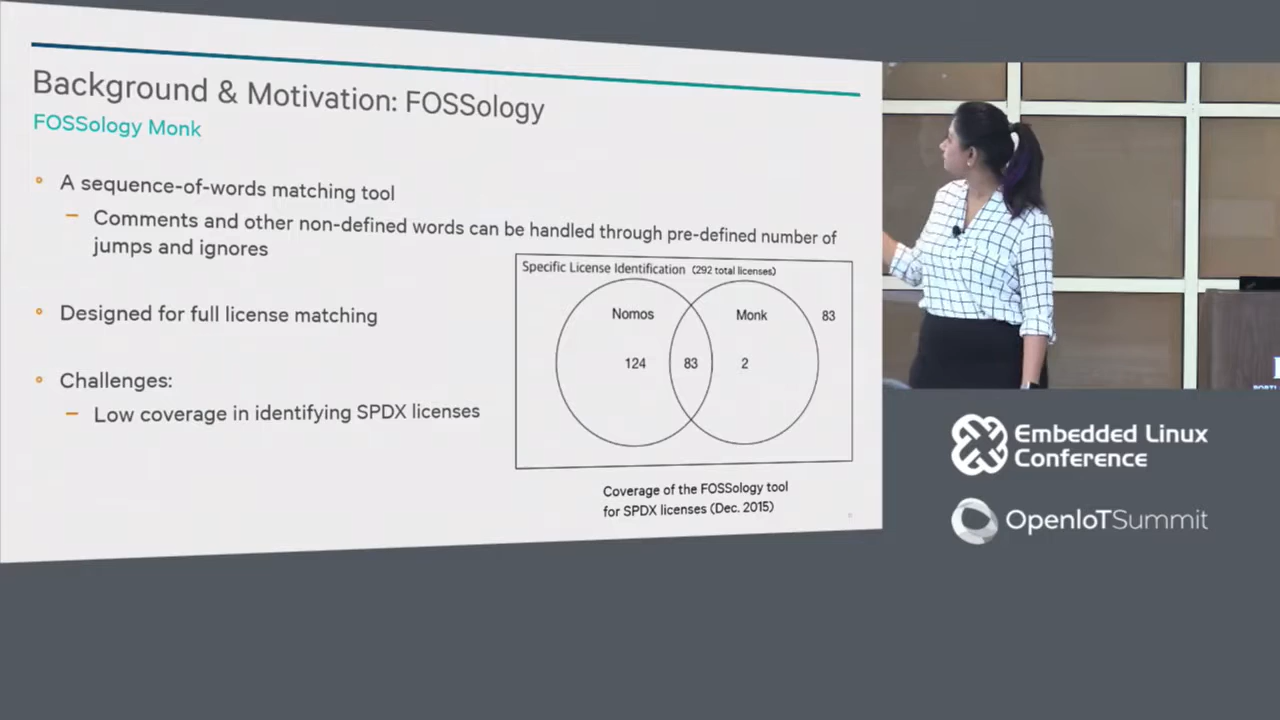 Background & Motivation: FOSSology
FOSSology Monk
A sequence-of-words matching tool
– Comments and other non-defined words can be handled through pre-defined number of
jumps and ignores
Designed for full license matching
Challenges:
– Low coverage in identifying SPDX licenses
Specific License Identification (292 total licenses)
Nomos
Monk
83
124
83
2
Coverage of the FOSSology tool
for SPDX licenses (Dec. 2015)
Embedded Linux
Conference
OpenIoTSummit